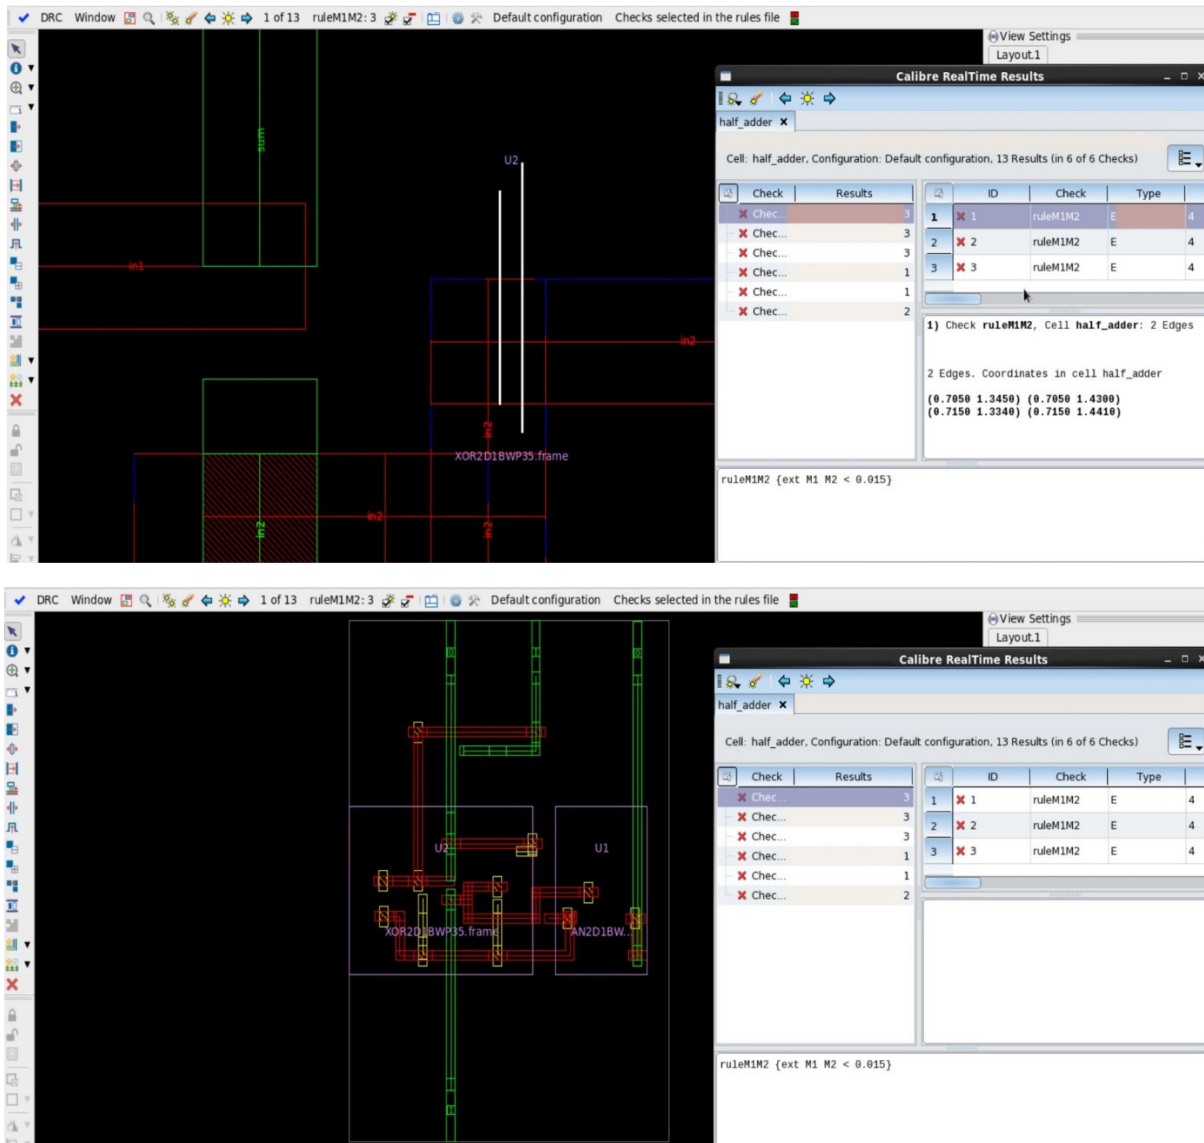 DRC Window 1 of 13 ruleM1M2: 3 Default configuration Checks selected in the rules file
View Settings
Layout.1
Calibre RealTime Results
half_adder
Cell: half_adder, Configuration: Default configuration, 13 Results (in 6 of 6 Checks)
Check Results
Chec... 3
Chec... 3
Chec... 3
Chec... 1
Chec... 1
Chec... 2
ID Check Type
1 1 ruleM1M2 E 4
2 2 ruleM1M2 E 4
3 3 ruleM1M2 E 4
1) Check ruleM1M2, Cell half_adder: 2 Edges
2 Edges. Coordinates in cell half_adder
(0.7050 1.3450) (0.7050 1.4300)
(0.7150 1.3340) (0.7150 1.4410)
ruleM1M2 {ext M1 M2 < 0.015}
sum
U2
in1
in2
in2
XOR2D1BWP35.frame
in2
in2
in2
DRC Window 1 of 13 ruleM1M2: 3 Default configuration Checks selected in the rules file
View Settings
Layout.1
Calibre RealTime Results
half_adder
Cell: half_adder, Configuration: Default configuration, 13 Results (in 6 of 6 Checks)
Check Results
Chec... 3
Chec... 3
Chec... 3
Chec... 1
Chec... 1
Chec... 2
ID Check Type
1 1 ruleM1M2 E 4
2 2 ruleM1M2 E 4
3 3 ruleM1M2 E 4
ruleM1M2 {ext M1 M2 < 0.015}
U2
U1
XOR2D1BWP35.frame
AN2D1BW...